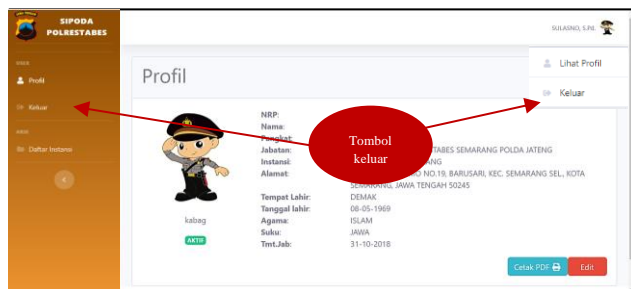 SIPODA
POLRESTABES
SULASNO, S.Pd.
Profil
Keluar
Daftar Instansi
Lihat Profil
Keluar
Profil
Tombol
keluar
NRP:
Nama:
Pangkat:
Jabatan: TABES SEMARANG POLDA JATENG
Instansi: NG
Alamat: NO.19, BARUSARI, KEC. SEMARANG SEL., KOTA
SEMARANG, JAWA TENGAH 50245
Tempat Lahir: DEMAK
Tanggal lahir: 08-05-1969
Agama: ISLAM
Suku: JAWA
Tmt.Jab: 31-10-2018
kabag
AKTIF
Cetak PDF
Edit